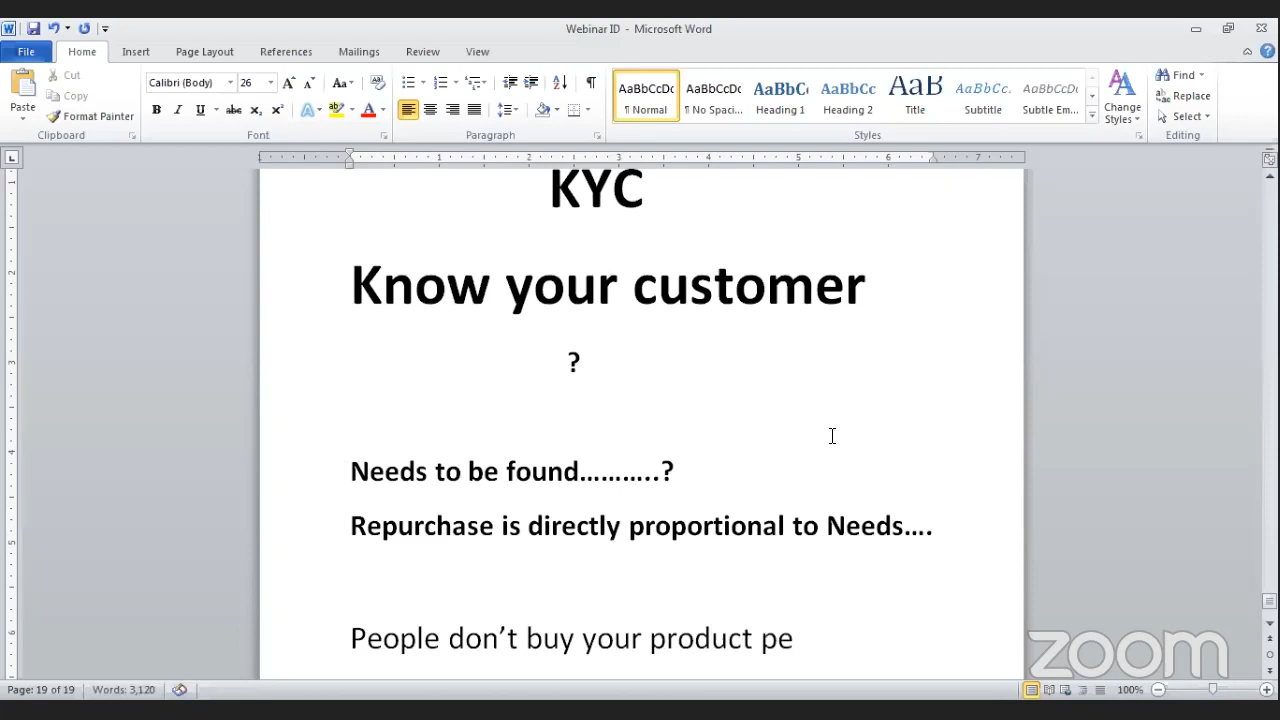 Webinar ID - Microsoft Word
File Home Insert Page Layout References Mailings Review View
Paste
Cut
Copy
Format Painter
Clipboard
Calibri (Body) 26
Font
Paragraph
AaBbCcDc AaBbCcDc AaBbC AaBbCc AaB AaBbCc. AaBbCcDc
¶ Normal ¶ No Spaci... Heading 1 Heading 2 Title Subtitle Subtle Em...
Change Styles
Styles
Find
Replace
Select
Editing
KYC
Know your customer
?
Needs to be found………..?
Repurchase is directly proportional to Needs….
People don’t buy your product pe
zoom
Page: 19 of 19 Words: 3,120 100%